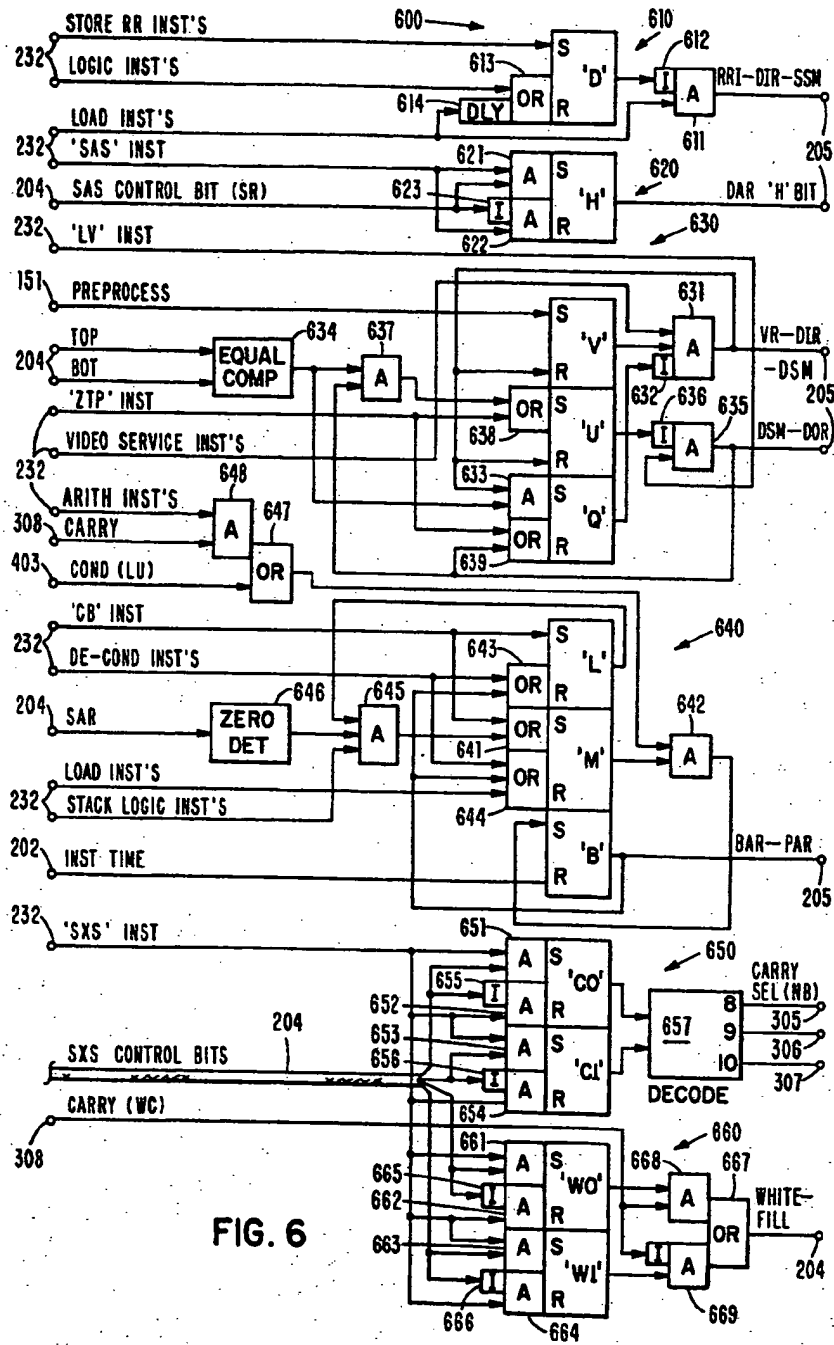 STORE RR INST'S
600
610
232
LOGIC INST'S
613
612
S
'D'
R
614
OR
DLY
I
A
RRI-DIR-SSM
611
LOAD INST'S
232
'SAS' INST
205
621
A
S
'H'
R
620
204
SAS CONTROL BIT (SR)
623
I
A
622
DAR 'H' BIT
232
'LV' INST
630
151
PREPROCESS
S
'V'
R
631
A
VR-DIR
-DSM
632
I
204
TOP
BOT
634
EQUAL
COMP
637
A
205
636
635
'ZTP' INST
OR
638
S
'U'
R
I
A
DSM-DOR
VIDEO SERVICE INST'S
232
ARITH INST'S
648
A
633
A
S
'Q'
R
OR
639
308
CARRY
647
OR
403
COND (LU)
'CB' INST
232
DE-COND INST'S
640
643
S
'L'
R
OR
204
SAR
646
ZERO
DET
645
A
OR
641
OR
644
S
'M'
R
642
A
LOAD INST'S
232
STACK LOGIC INST'S
202
INST TIME
S
'B'
R
BAR-PAR
205
232
'SXS' INST
651
A
S
'C0'
R
650
655
I
A
652
653
A
S
'C1'
R
656
I
A
654
657
DECODE
8
9
10
CARRY
SEL(NB)
305
306
307
204
SXS CONTROL BITS
CARRY (WC)
308
660
661
A
S
'W0'
R
665
I
A
662
663
A
S
'W1'
R
I
A
666
664
668
A
667
OR
I
A
669
WHITE-
FILL
204
FIG. 6